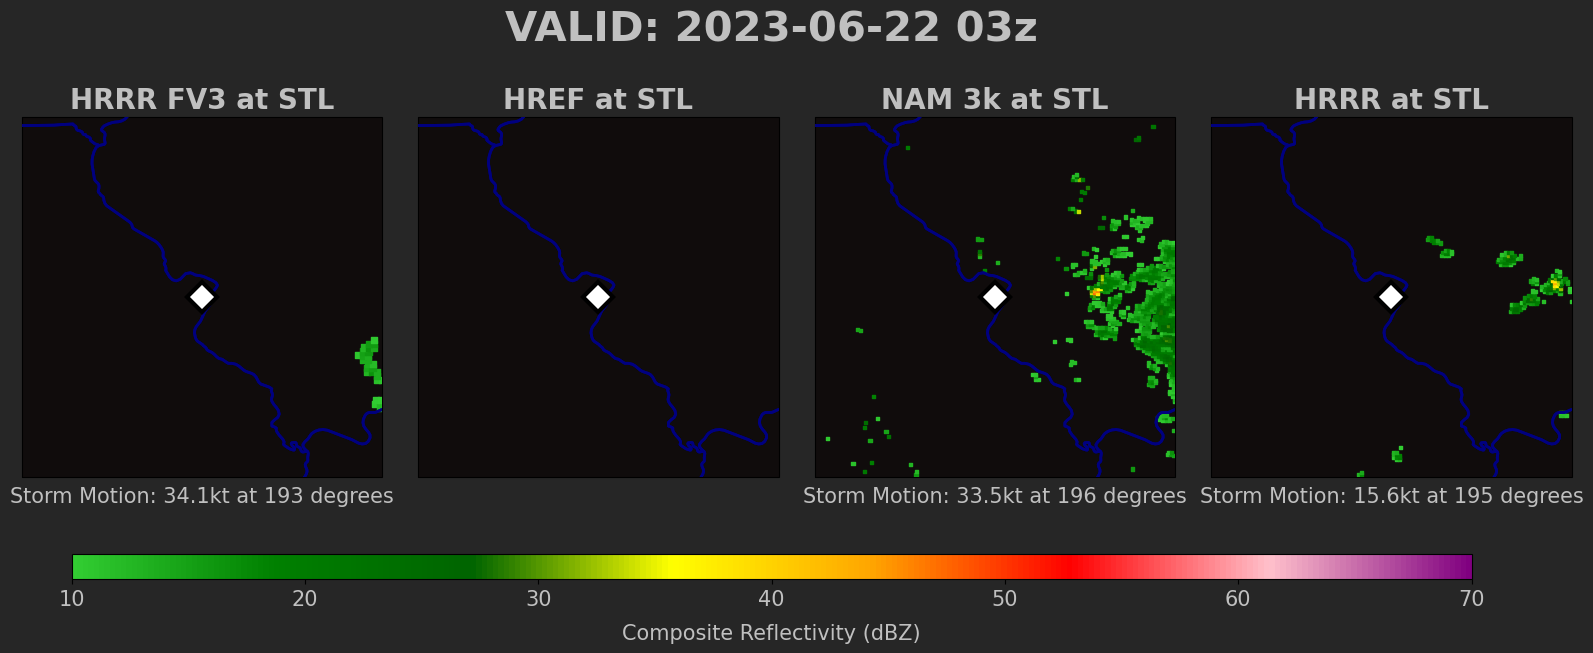 VALID: 2023-06-22 03z
HRRR FV3 at STL
HREF at STL
NAM 3k at STL
HRRR at STL
Storm Motion: 34.1kt at 193 degrees
Storm Motion: 33.5kt at 196 degrees
Storm Motion: 15.6kt at 195 degrees
10 20 30 40 50 60 70
Composite Reflectivity (dBZ)